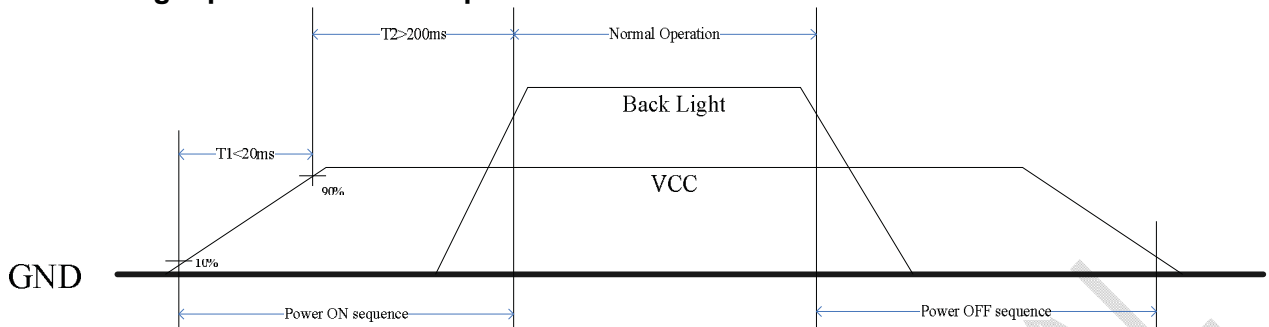 T2>200ms
Normal Operation
Back Light
T1<20ms
90%
VCC
10%
GND
Power ON sequence
Power OFF sequence